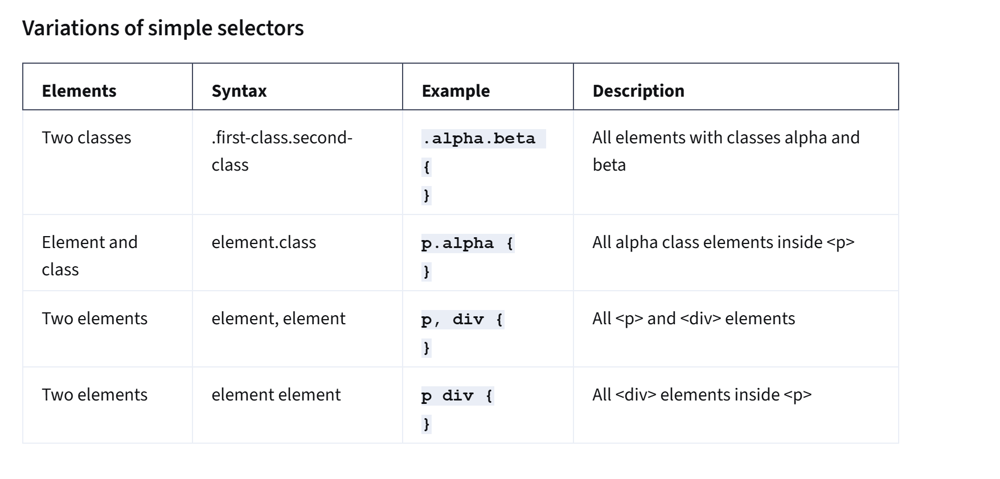 Variations of simple selectors
Elements
Syntax
Example
Description
Two classes
.first-class.second-
class
.alpha.beta
{
}
All elements with classes alpha and
beta
Element and
class
element.class
p.alpha {
}
All alpha class elements inside <p>
Two elements
element, element
p, div {
}
All <p> and <div> elements
Two elements
element element
p div {
}
All <div> elements inside <p>